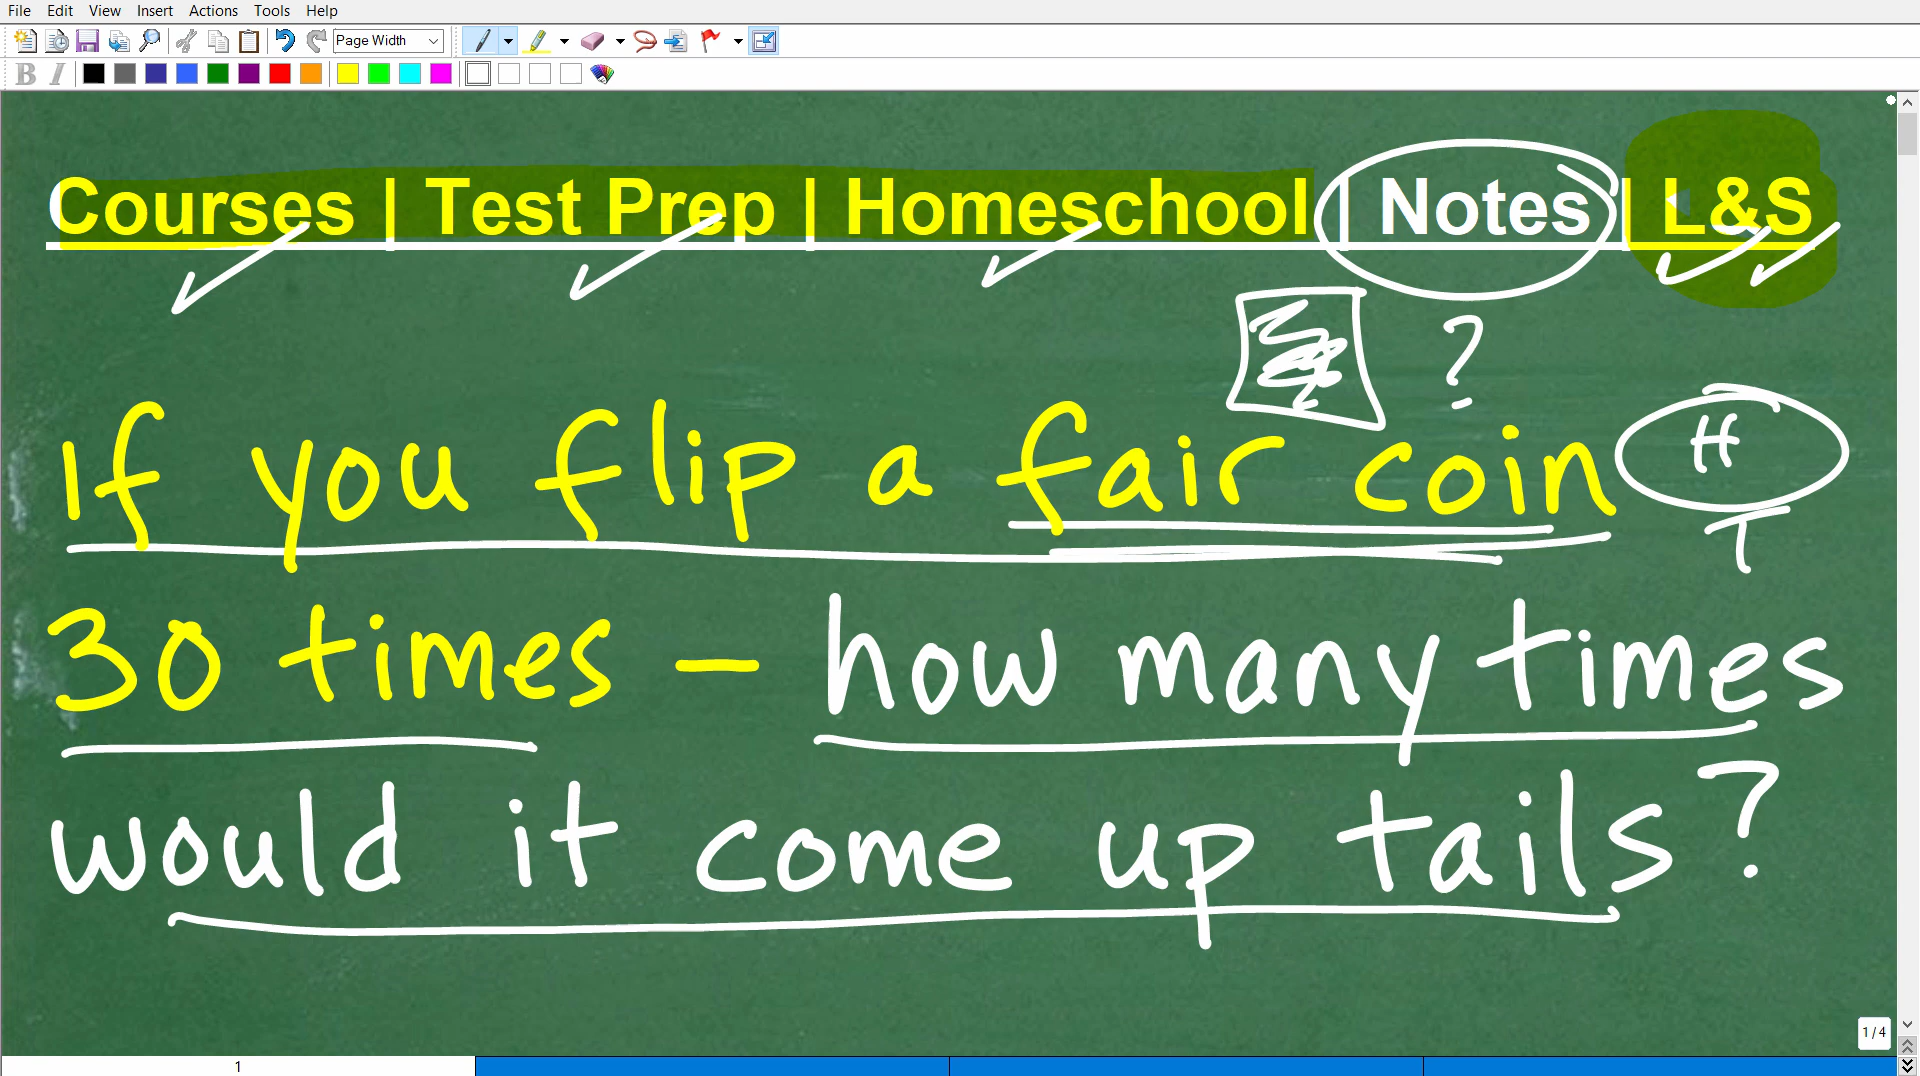 File Edit View Insert Actions Tools Help
Page Width
B I
Courses | Test Prep | Homeschool | Notes | L&S
?
If you flip a fair coin H
T
30 times – how many times
would it come up tails?
1 / 4
1